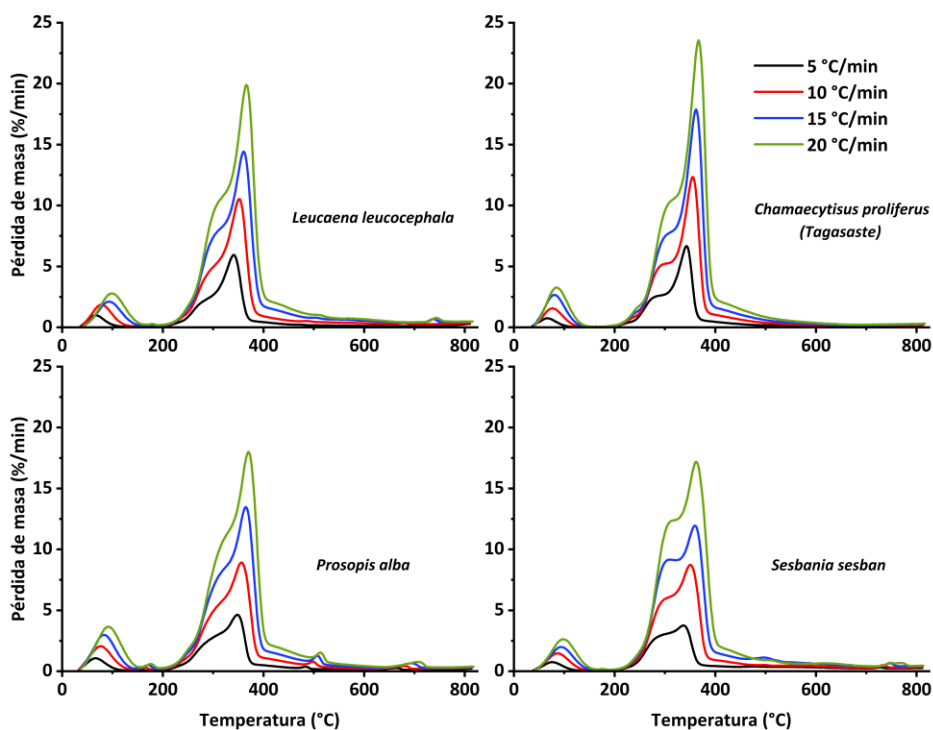 25
20
15
10
5
0
Pérdida de masa (%/min)
Leucaena leucocephala
0 200 400 600 800
25
20
15
10
5
0
5 °C/min
10 °C/min
15 °C/min
20 °C/min
Chamaecytisus proliferus
(Tagasaste)
0 200 400 600 800
25
20
15
10
5
0
Pérdida de masa (%/min)
Prosopis alba
0 200 400 600 800
Temperatura (°C)
25
20
15
10
5
0
Sesbania sesban
0 200 400 600 800
Temperatura (°C)